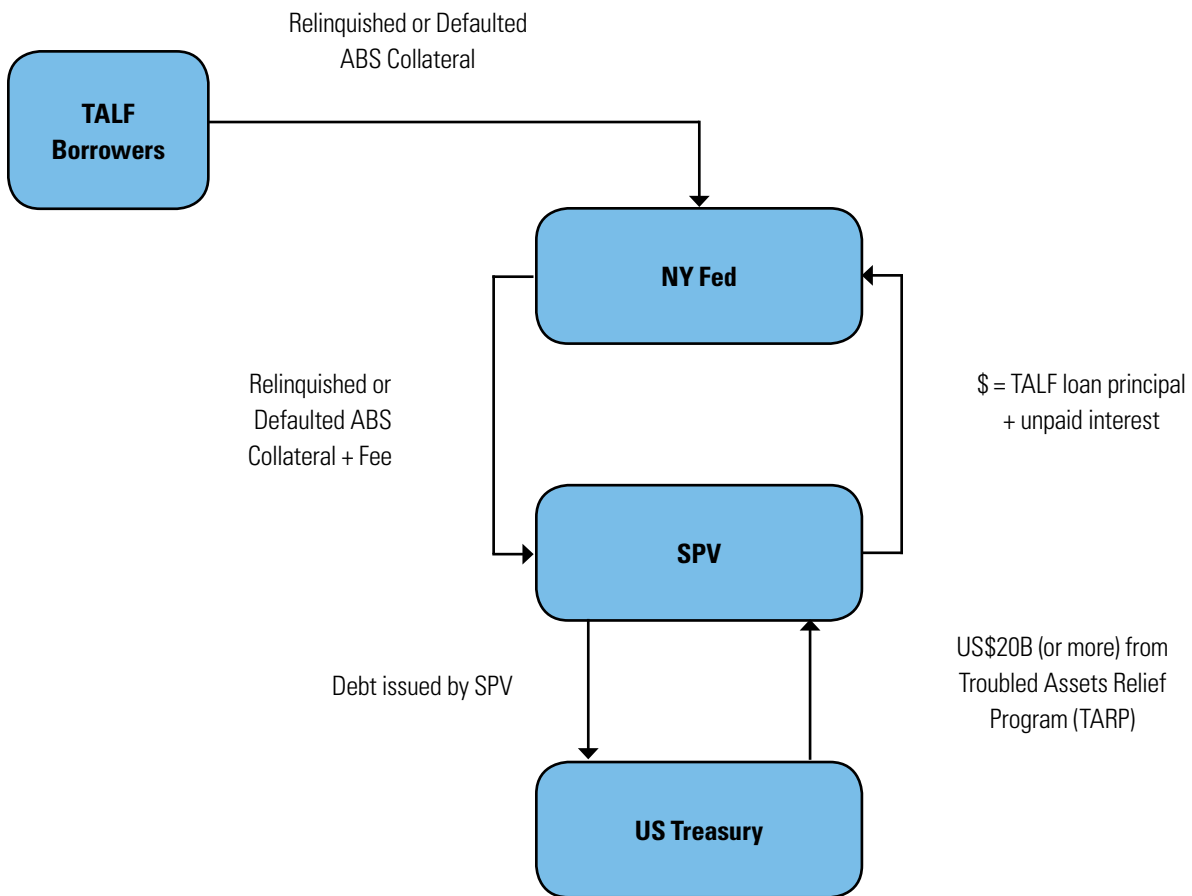 Relinquished or Defaulted
ABS Collateral
TALF
Borrowers
NY Fed
Relinquished or
Defaulted ABS
Collateral + Fee
$ = TALF loan principal
+ unpaid interest
SPV
Debt issued by SPV
US$20B (or more) from
Troubled Assets Relief
Program (TARP)
US Treasury